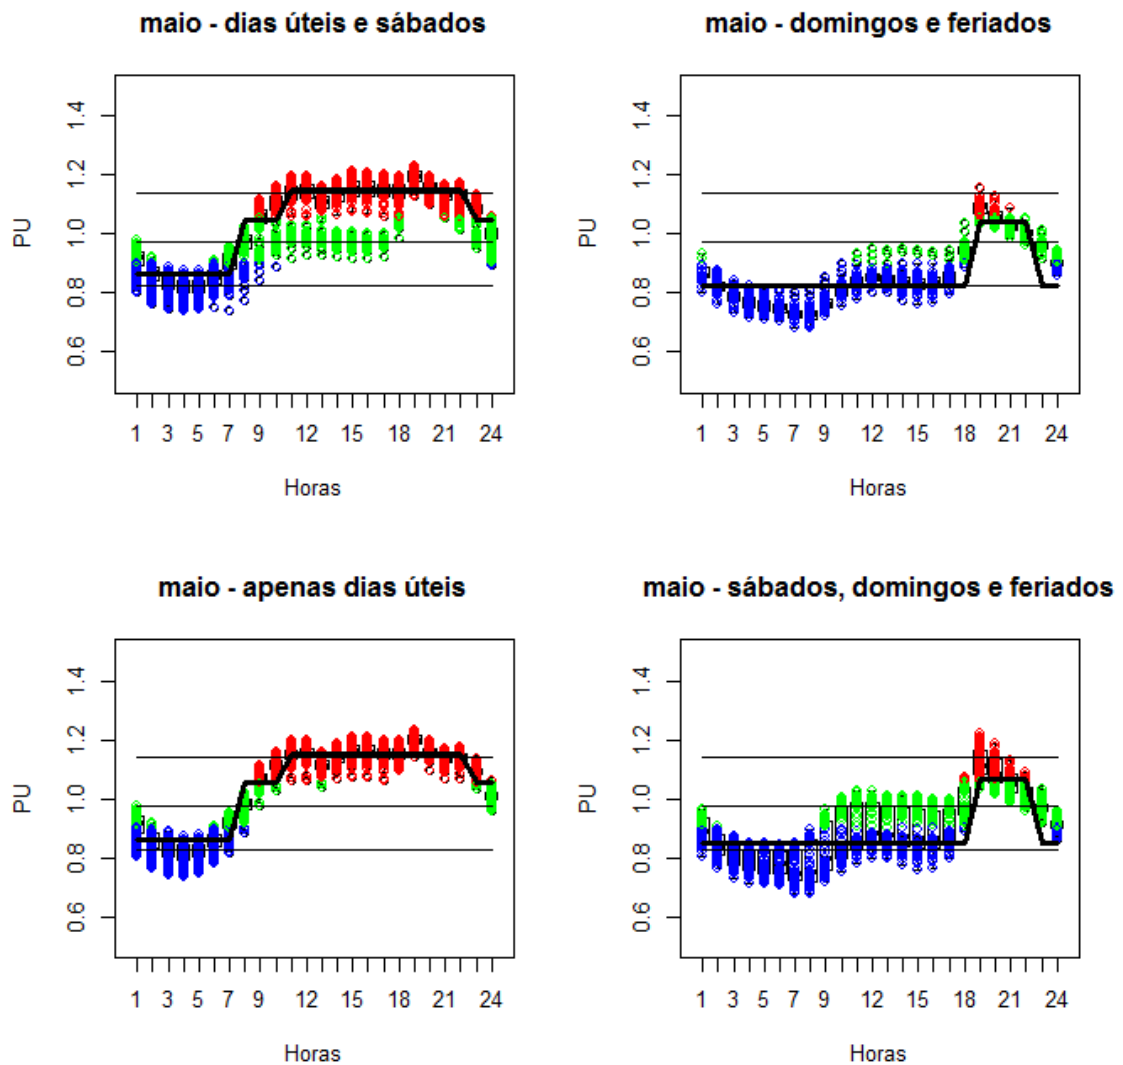 maio - dias úteis e sábados
PU
1.4
1.2
1.0
0.8
0.6
1 3 5 7 9 12 15 18 21 24
Horas
maio - domingos e feriados
PU
1.4
1.2
1.0
0.8
0.6
1 3 5 7 9 12 15 18 21 24
Horas
maio - apenas dias úteis
PU
1.4
1.2
1.0
0.8
0.6
1 3 5 7 9 12 15 18 21 24
Horas
maio - sábados, domingos e feriados
PU
1.4
1.2
1.0
0.8
0.6
1 3 5 7 9 12 15 18 21 24
Horas